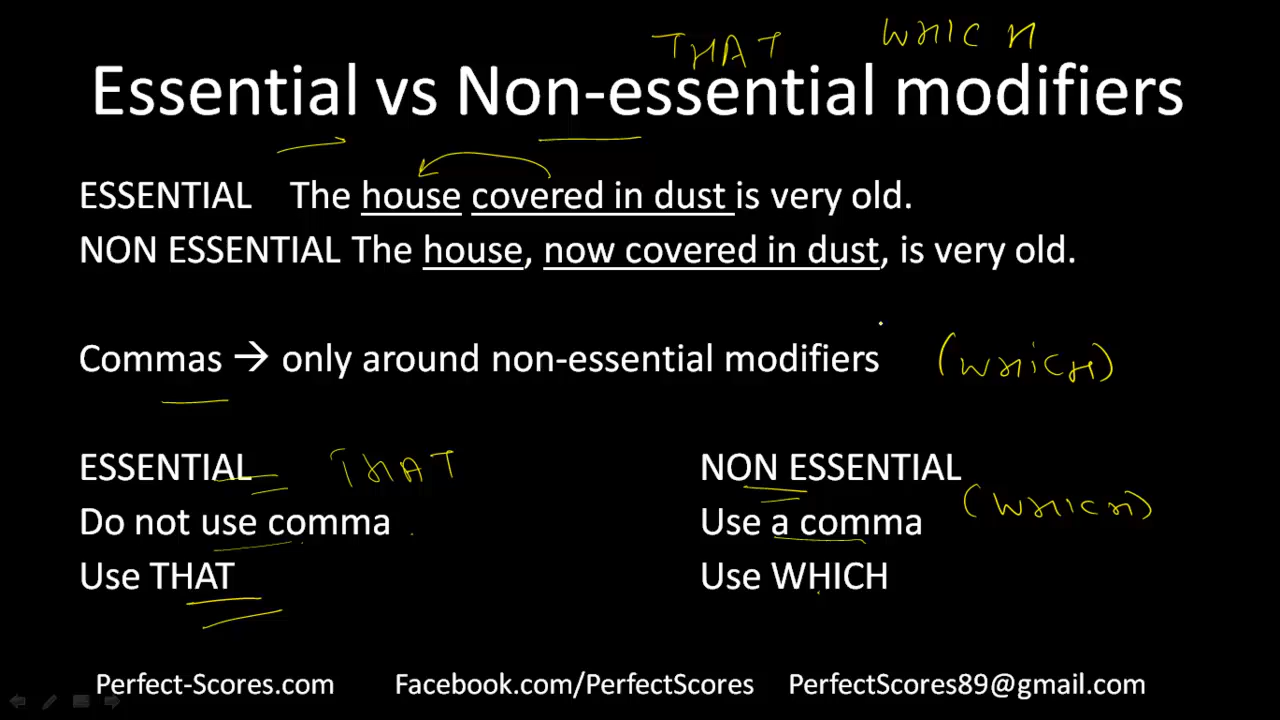 THAT WHICH
Essential vs Non-essential modifiers
ESSENTIAL The house covered in dust is very old.
NON ESSENTIAL The house, now covered in dust, is very old.
Commas → only around non-essential modifiers (WHICH)
ESSENTIAL THAT
Do not use comma
Use THAT
NON ESSENTIAL
(WHICH)
Use a comma
Use WHICH
Perfect-Scores.com Facebook.com/PerfectScores PerfectScores89@gmail.com